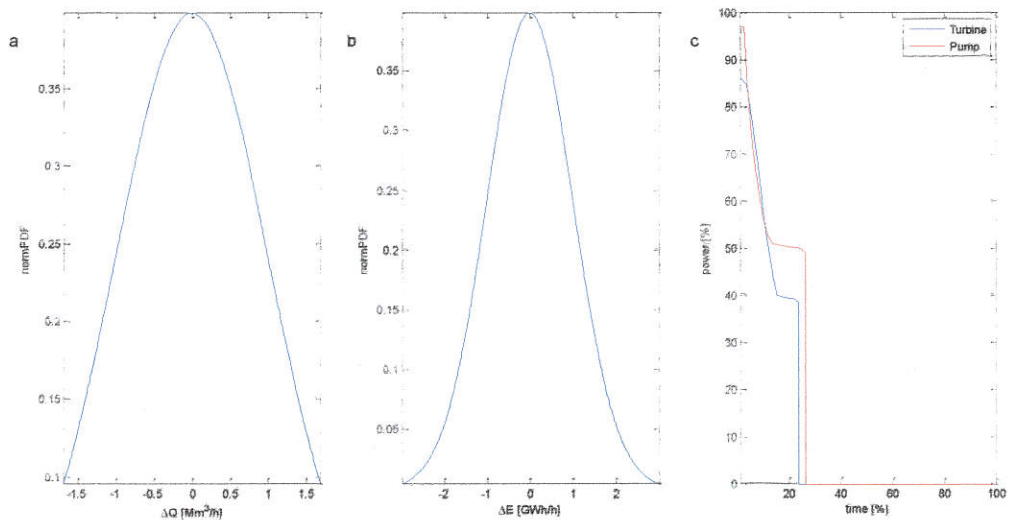 a
normPDF
0.35
0.3
0.25
0.2
0.15
0.1
-1.5 -1 -0.5 0 0.5 1 1.5
ΔQ [Mm³/h]
b
normPDF
0.35
0.3
0.25
0.2
0.15
0.1
0.05
-2 -1 0 1 2
ΔE [GWh/h]
c
Turbine
Pump
power [%]
100
90
80
70
60
50
40
30
20
10
0
20 40 60 80 100
time [%]